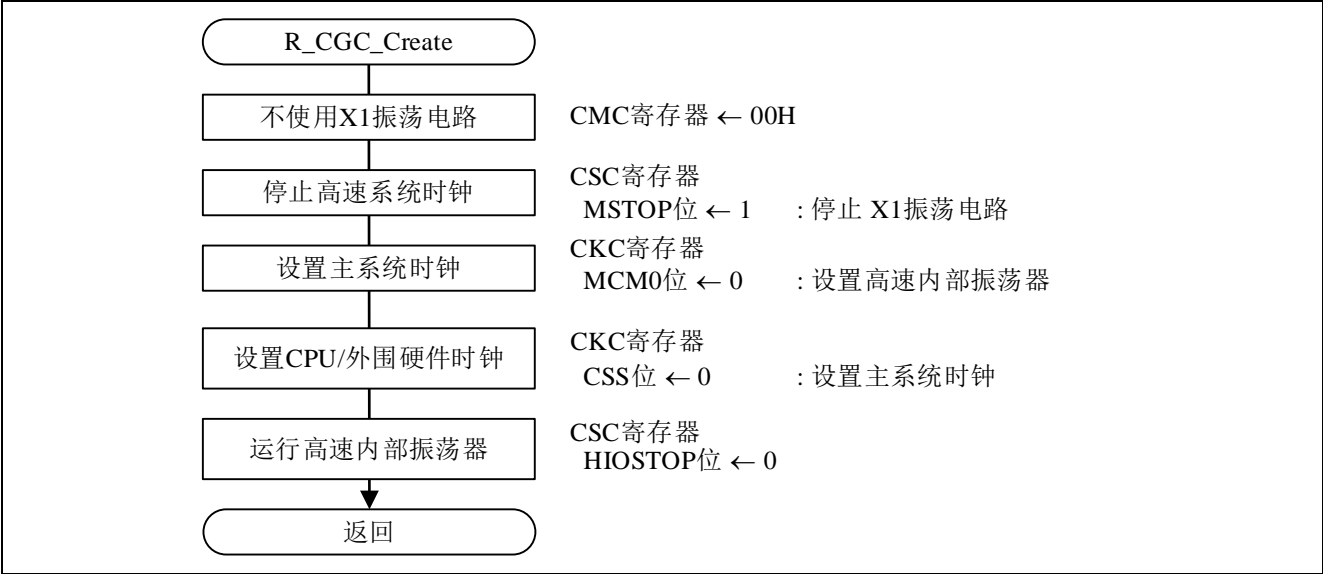 R_CGC_Create
不使用X1振荡电路
CMC寄存器 ← 00H
停止高速系统时钟
CSC寄存器
MSTOP位 ← 1 : 停止 X1振荡电路
设置主系统时钟
CKC寄存器
MCM0位 ← 0 : 设置高速内部振荡器
设置CPU/外围硬件时钟
CKC寄存器
CSS位 ← 0 : 设置主系统时钟
运行高速内部振荡器
CSC寄存器
HIOSTOP位 ← 0
返回